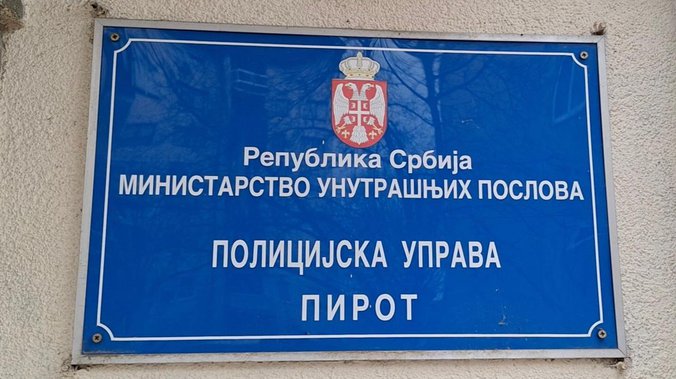 Република Србија
МИНИСТАРСТВО УНУТРАШЊИХ ПОСЛОВА
ПОЛИЦИЈСКА УПРАВА
ПИРОТ